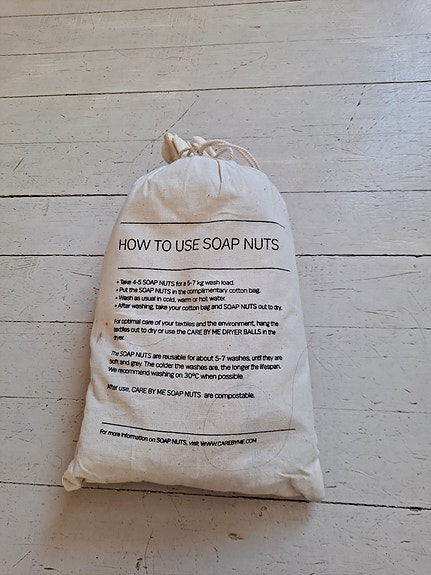 HOW TO USE SOAP NUTS
• Take 4-5 SOAP NUTS for a 5-7 kg wash load.
• Put the SOAP NUTS in the complimentary cotton bag.
• Wash as usual in cold, warm or hot water.
• After washing, take your cotton bag and SOAP NUTS out to dry.
For optimal care of your textiles and the environment, hang the
textiles out to dry or use the CARE BY ME DRYER BALLS in the
dryer.
The SOAP NUTS are reusable for about 5-7 washes, until they are
soft and grey. The colder the washes are, the longer the lifespan.
We recommend washing on 30ºC when possible.
After use, CARE BY ME SOAP NUTS are compostable.
For more information on SOAP NUTS, visit WWW.CAREBYME.COM